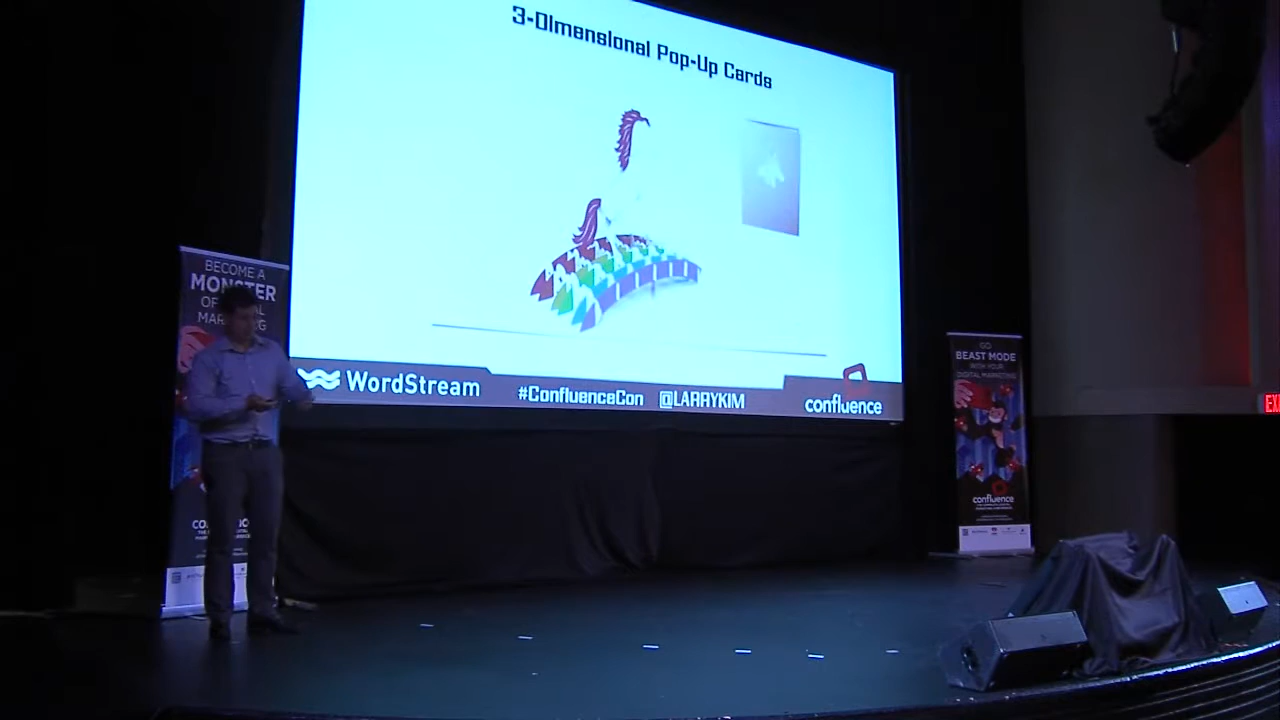 3-Dimensional Pop-Up Cards
WordStream
#ConfluenceCon @LARRYKIM
confluence
BECOME A
MONSTER
OF
GO
BEAST MODE
WITH YOUR
DIGITAL MARKETING
confluence